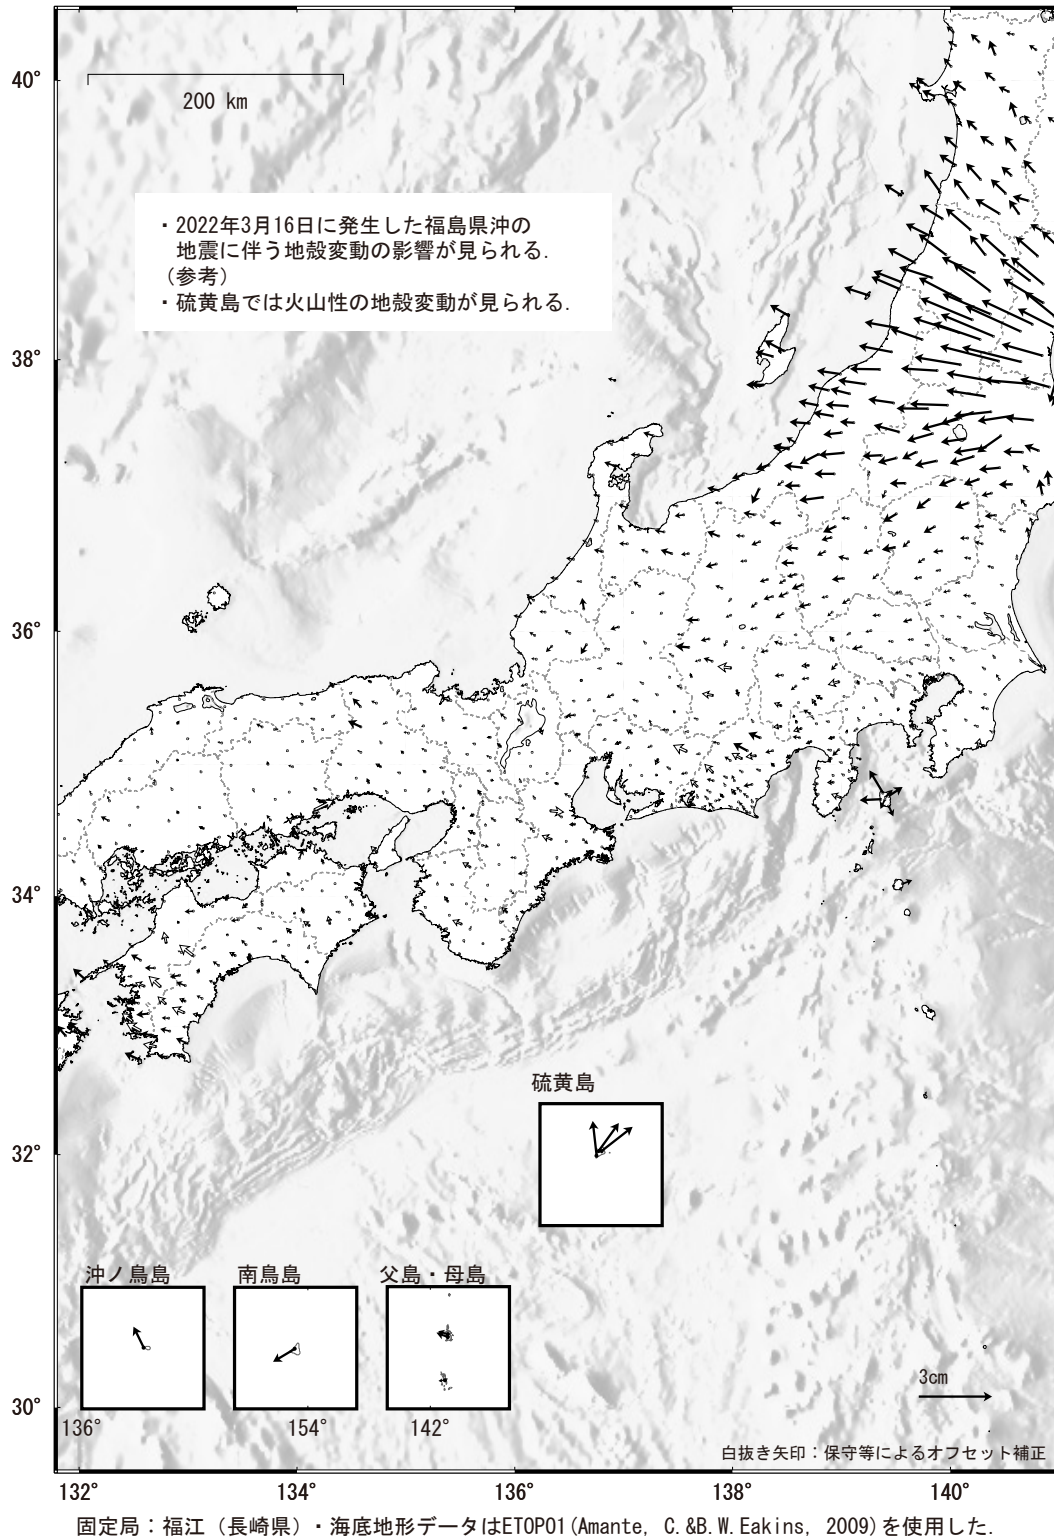 40°
200 km
・2022年3月16日に発生した福島県沖の
地震に伴う地殻変動の影響が見られる.
(参考)
・硫黄島では火山性の地殻変動が見られる.
38°
36°
34°
硫黄島
32°
沖ノ鳥島 南鳥島 父島・母島
3cm
30°
136° 154° 142°
白抜き矢印：保守等によるオフセット補正
132° 134° 136° 138° 140°
固定局：福江（長崎県）・海底地形データはETOPO1(Amante, C.&B.W.Eakins, 2009)を使用した.